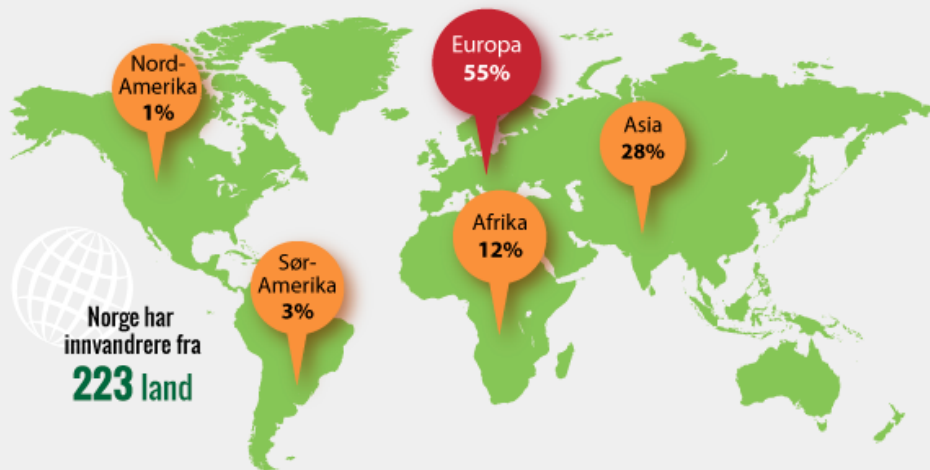 Nord-
Amerika
1%
Europa
55%
Asia
28%
Afrika
12%
Sør-
Amerika
3%
Norge har
innvandrere fra
223 land